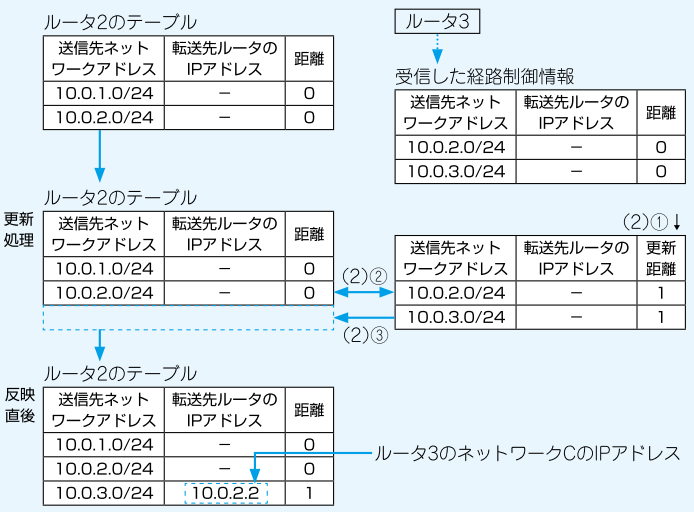 ルータ2のテーブル
送信先ネット
ワークアドレス
転送先ルータの
IPアドレス
距離
10.0.1.0/24 － 0
10.0.2.0/24 － 0
ルータ3
受信した経路制御情報
送信先ネット
ワークアドレス
転送先ルータの
IPアドレス
距離
10.0.2.0/24 － 0
10.0.3.0/24 － 0
更新
処理
ルータ2のテーブル
送信先ネット
ワークアドレス
転送先ルータの
IPアドレス
距離
10.0.1.0/24 － 0
10.0.2.0/24 － 0
(2)②
(2)③
(2)①↓
送信先ネット
ワークアドレス
転送先ルータの
IPアドレス
更新
距離
10.0.2.0/24 － 1
10.0.3.0/24 － 1
反映
直後
ルータ2のテーブル
送信先ネット
ワークアドレス
転送先ルータの
IPアドレス
距離
10.0.1.0/24 － 0
10.0.2.0/24 － 0
10.0.3.0/24 10.0.2.2 1
ルータ3のネットワークCのIPアドレス